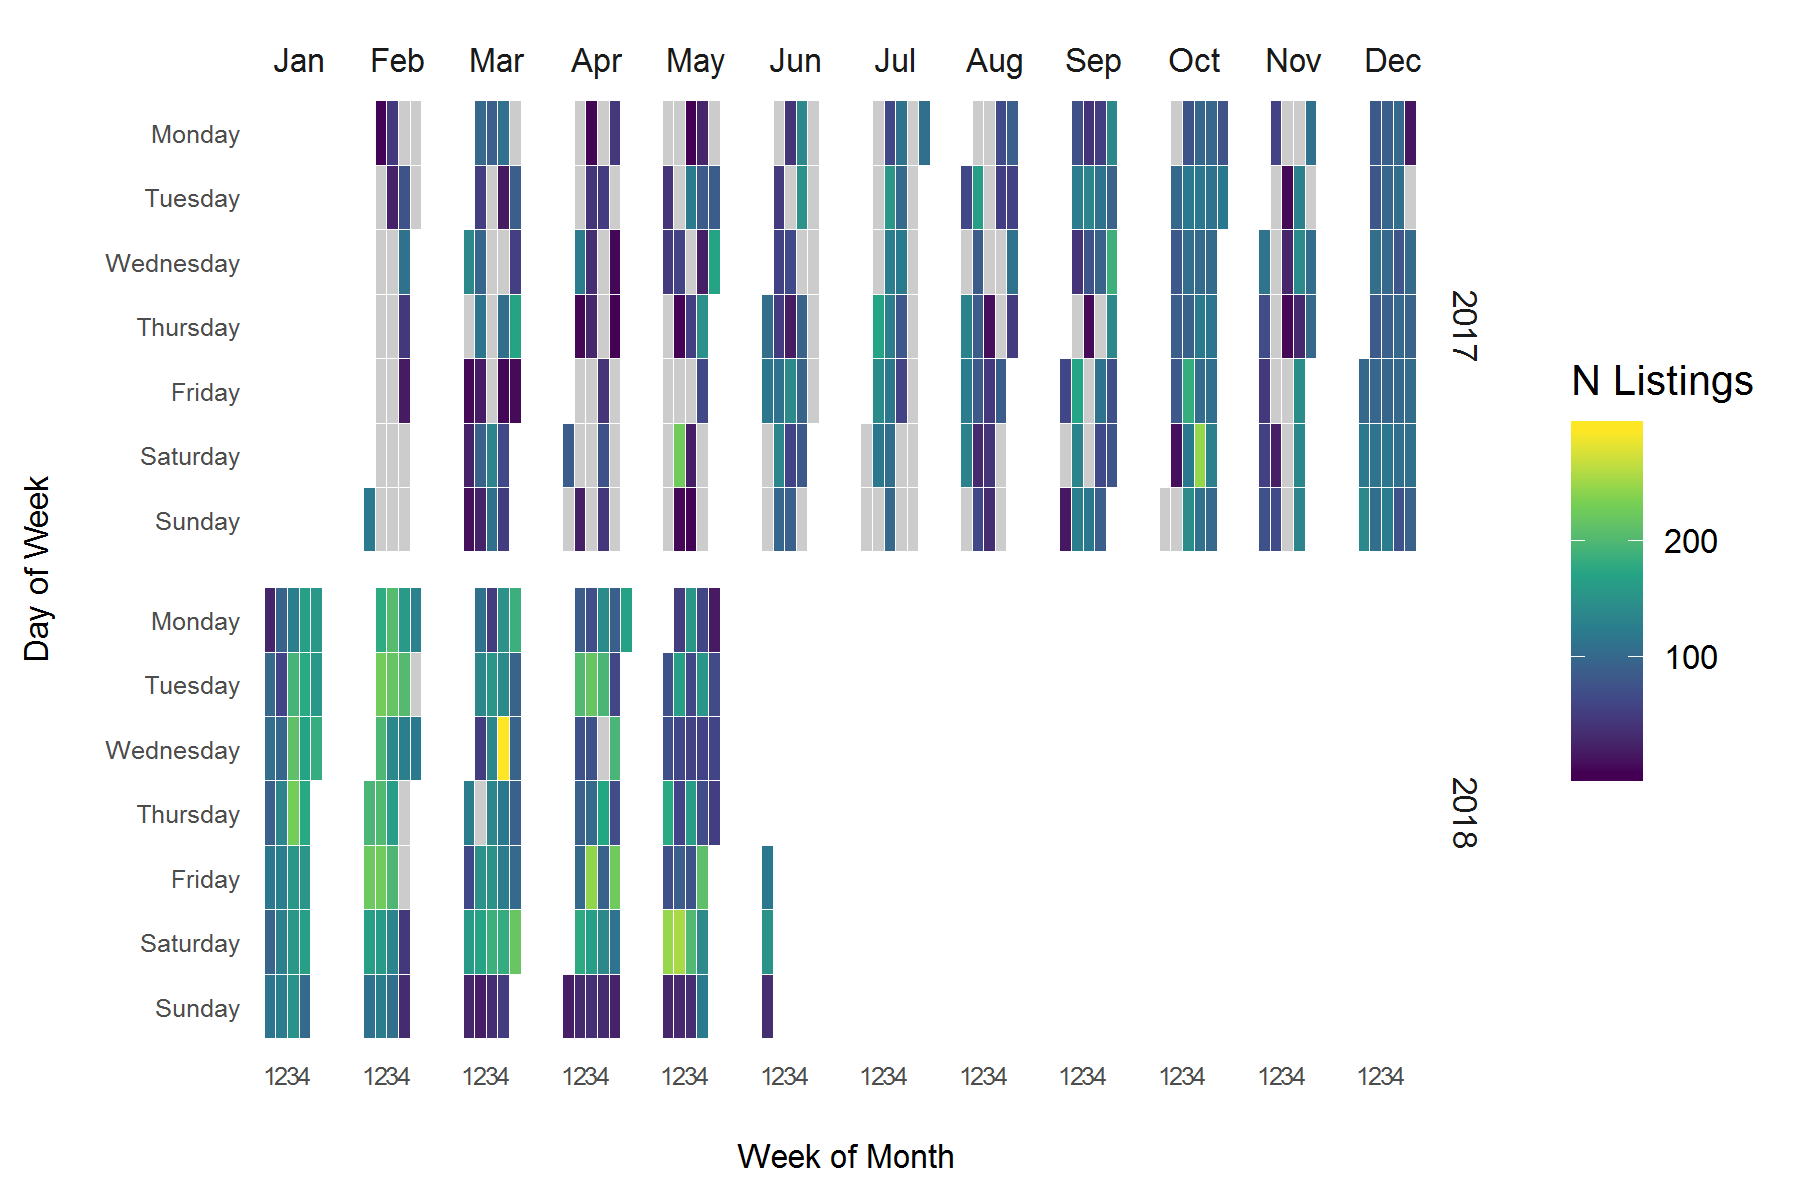 Jan Feb Mar Apr May Jun Jul Aug Sep Oct Nov Dec
Monday
Tuesday
Wednesday
Thursday
Friday
Saturday
Sunday
2017
Monday
Tuesday
Wednesday
Thursday
Friday
Saturday
Sunday
2018
1234 1234 1234 1234 1234 1234 1234 1234 1234 1234 1234 1234
Week of Month
Day of Week
N Listings
200
100